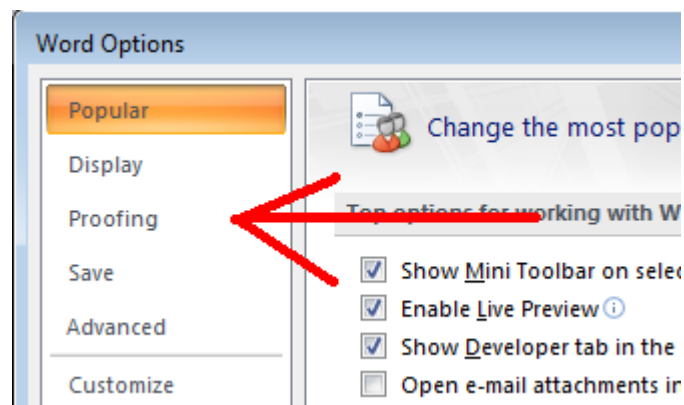 Word Options
Popular
Display
Proofing
Save
Advanced
Customize
Change the most pop
Top options for working with W
Show Mini Toolbar on selec
Enable Live Preview
Show Developer tab in the
Open e-mail attachments in